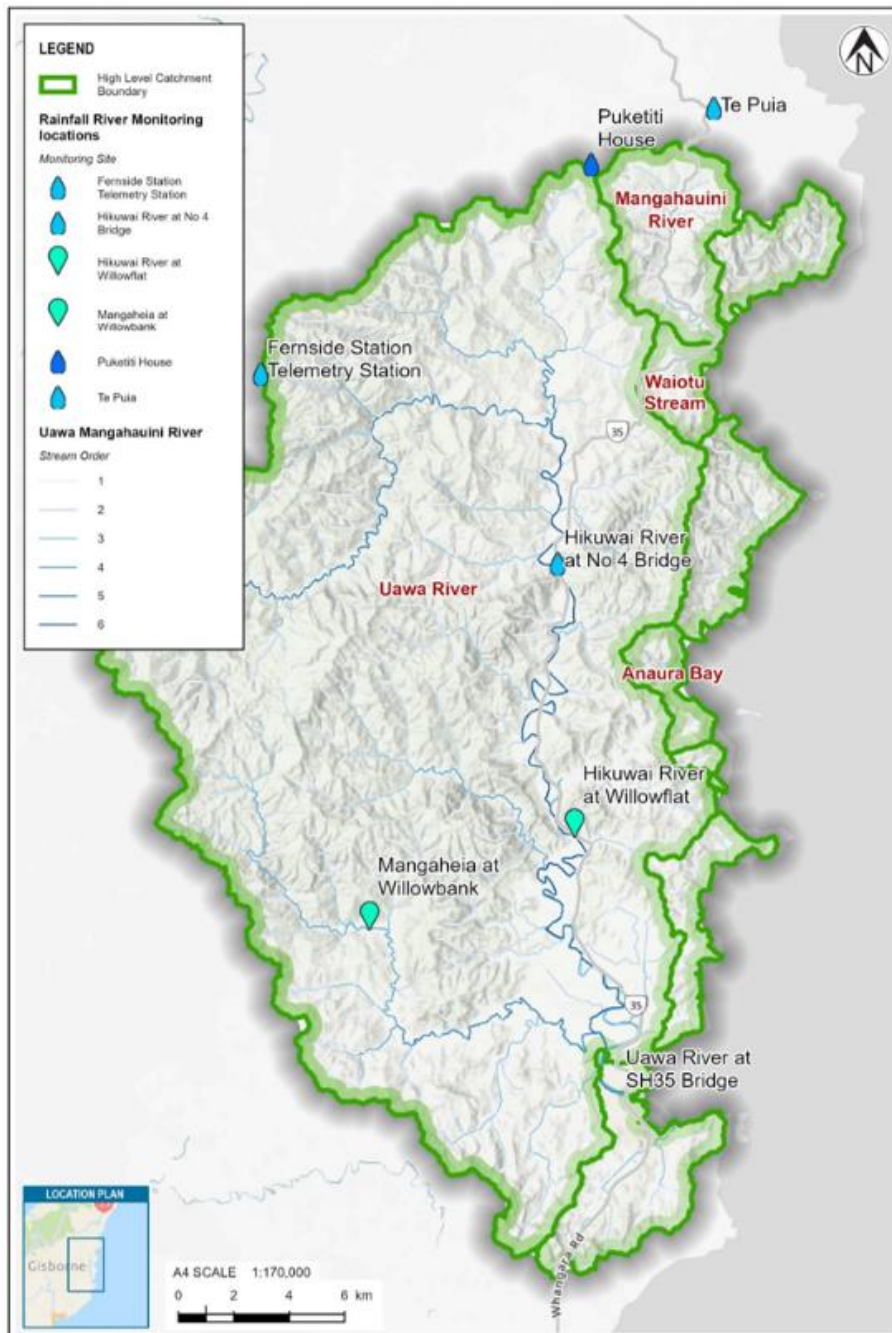 LEGEND
High Level Catchment
Boundary
Rainfall River Monitoring
locations
Monitoring Site
Fernside Station
Telemetry Station
Hikuwai River at No 4
Bridge
Hikuwai River at
Willowflat
Mangaheia at
Willowbank
Puketiti House
Te Puia
Uawa Mangahauini River
Stream Order
1
2
3
4
5
6
N
Te Puia
Puketiti
House
Mangahauini
River
Fernside Station
Telemetry Station
Waiotu
Stream
35
Hikuwai River
at No 4 Bridge
Uawa River
Anaura Bay
Hikuwai River
at Willowflat
Mangaheia at
Willowbank
35
Uawa River at
SH35 Bridge
Whangara Rd
LOCATION PLAN
Gisborne
A4 SCALE 1:170,000
0 2 4 6 km